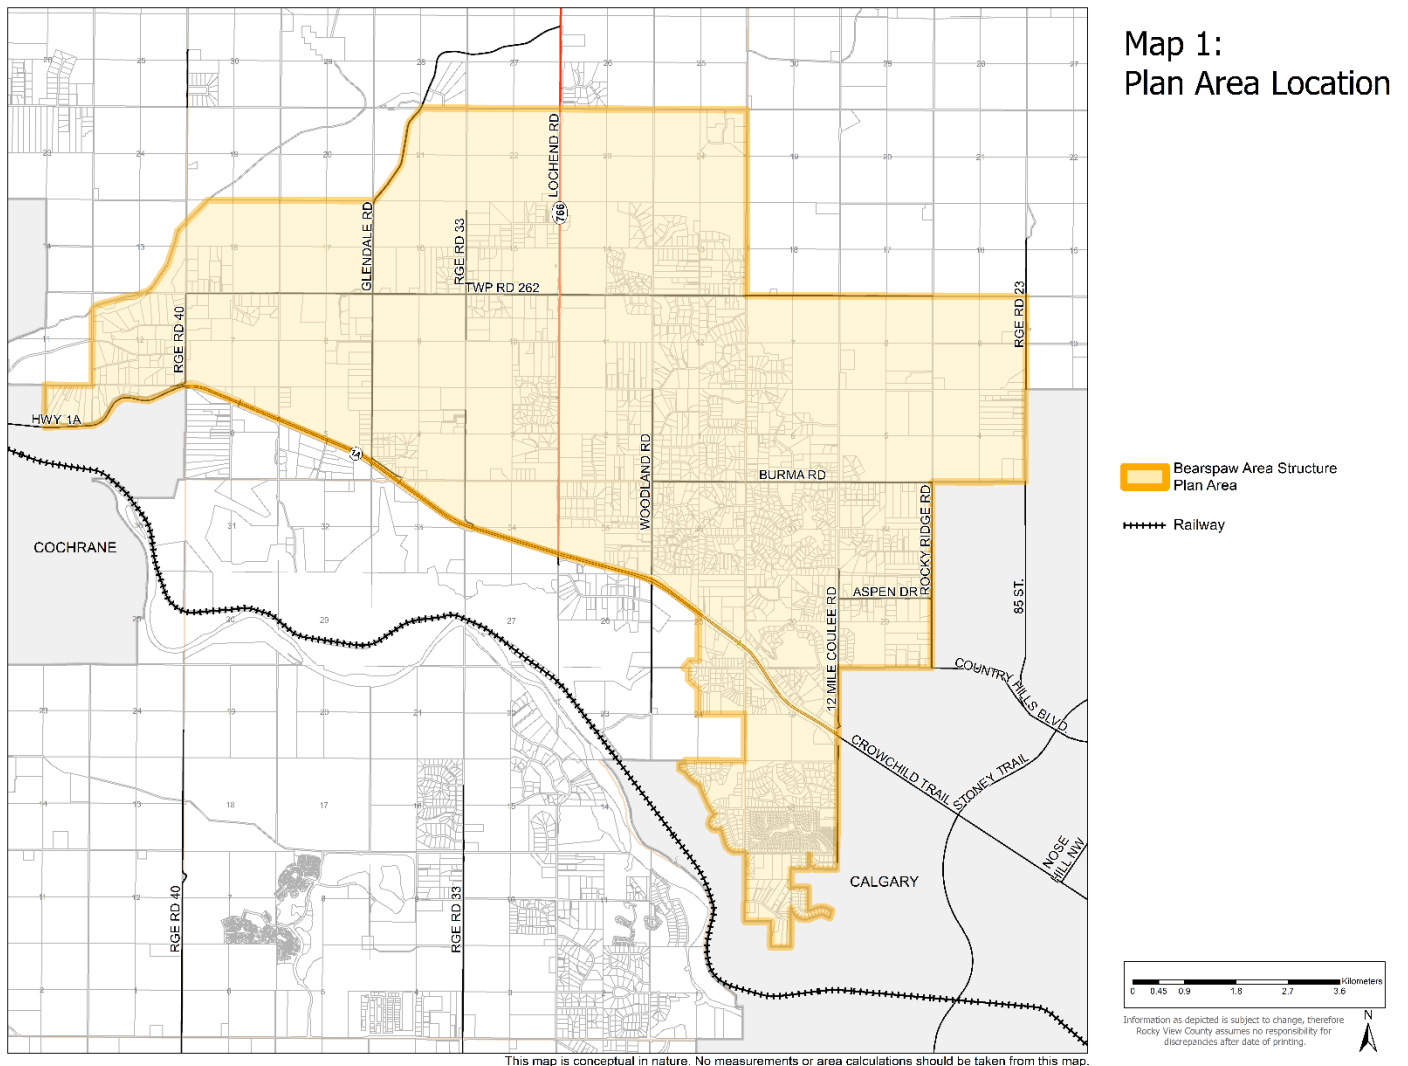 Map 1:
Plan Area Location
LOCHEND RD
766
GLENDALE RD
RGE RD 33
TWP RD 262
RGE RD 40
RGE RD 23
HWY 1A
1A
WOODLAND RD
BURMA RD
ROCKY RIDGE RD
ASPEN DR
12 MILE COULEE RD
85 ST.
COCHRANE
COUNTRY HILLS BLVD.
CROWCHILD TRAIL
STONEY TRAIL
NOSE
HILL NW
CALGARY
RGE RD 40
RGE RD 33
Bearspaw Area Structure
Plan Area
Railway
Kilometers
0 0.45 0.9 1.8 2.7 3.6
Information as depicted is subject to change, therefore
Rocky View County assumes no responsibility for
discrepancies after date of printing.
N
This map is conceptual in nature. No measurements or area calculations should be taken from this map.